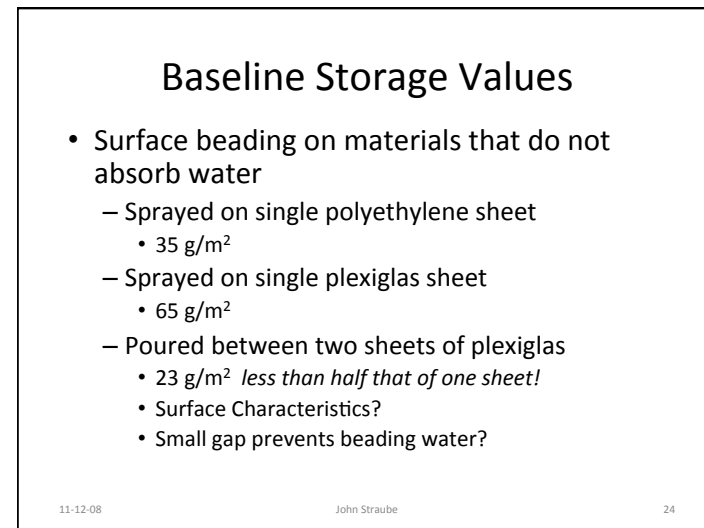 Baseline Storage Values
• Surface beading on materials that do not
absorb water
– Sprayed on single polyethylene sheet
• 35 g/m²
– Sprayed on single plexiglas sheet
• 65 g/m²
– Poured between two sheets of plexiglas
• 23 g/m² less than half that of one sheet!
• Surface Characteristics?
• Small gap prevents beading water?
11-12-08 John Straube 24